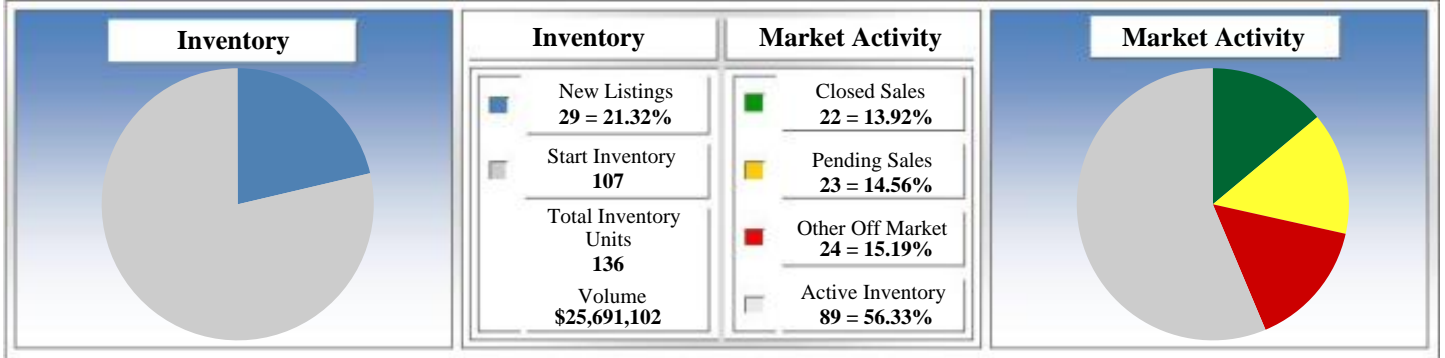 Inventory
Inventory
Market Activity
Market Activity
New Listings
29 = 21.32%
Start Inventory
107
Total Inventory
Units
136
Volume
$25,691,102
Closed Sales
22 = 13.92%
Pending Sales
23 = 14.56%
Other Off Market
24 = 15.19%
Active Inventory
89 = 56.33%